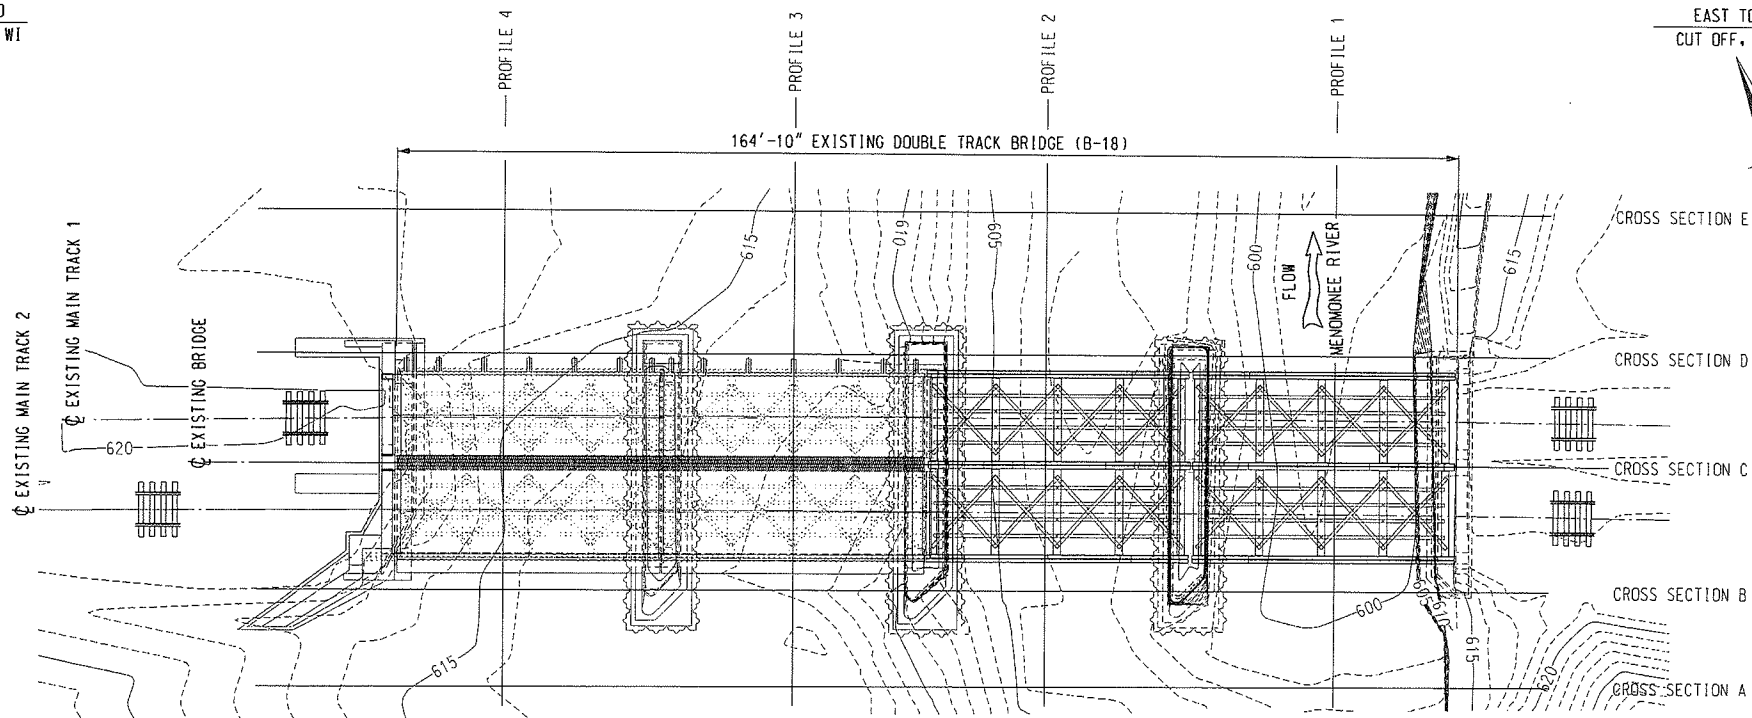 WI
EAST
CUT OFF,
PROFILE 4
PROFILE 3
PROFILE 2
PROFILE 1
164'-10" EXISTING DOUBLE TRACK BRIDGE (B-18)
CROSS SECTION E
615
610
605
600
FLOW
MENOMONEE RIVER
615
EXISTING MAIN TRACK 2
EXISTING MAIN TRACK 1
EXISTING BRIDGE
620
CROSS SECTION D
CROSS SECTION C
CROSS SECTION B
600
605
610
615
615
620
CROSS SECTION A